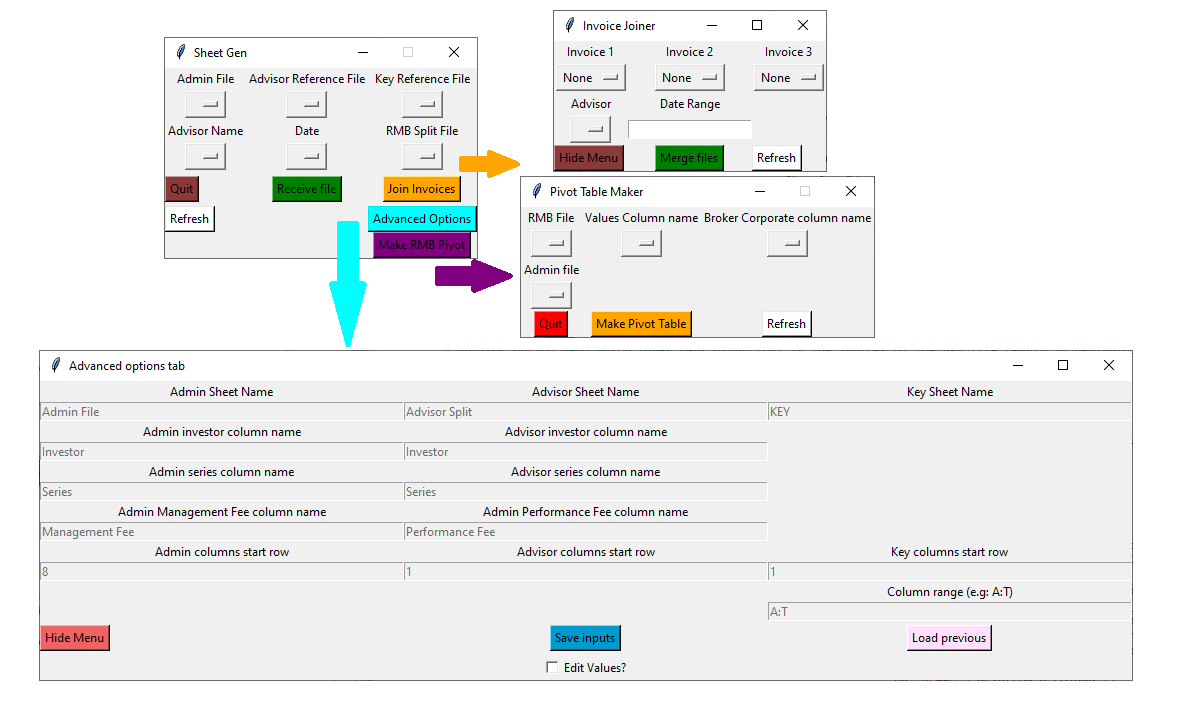 Sheet Gen
Admin File Advisor Reference File Key Reference File
Advisor Name Date RMB Split File
Quit Receive file Join Invoices
Refresh Advanced Options
Make RMB Pivot
Invoice Joiner
Invoice 1 Invoice 2 Invoice 3
None None None
Advisor Date Range
Hide Menu Merge files Refresh
Pivot Table Maker
RMB File Values Column name Broker Corporate column name
Admin file
Quit Make Pivot Table Refresh
Advanced options tab
Admin Sheet Name Advisor Sheet Name Key Sheet Name
Admin File Advisor Split KEY
Admin investor column name Advisor investor column name
Investor Investor
Admin series column name Advisor series column name
Series Series
Admin Management Fee column name Admin Performance Fee column name
Management Fee Performance Fee
Admin columns start row Advisor columns start row Key columns start row
8 1 1
Column range (e.g: A:T)
A:T
Hide Menu Save inputs Load previous
Edit Values?